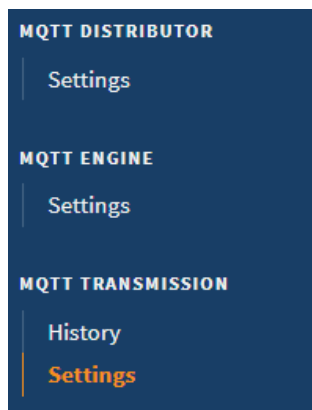 MQTT DISTRIBUTOR
Settings
MQTT ENGINE
Settings
MQTT TRANSMISSION
History
Settings